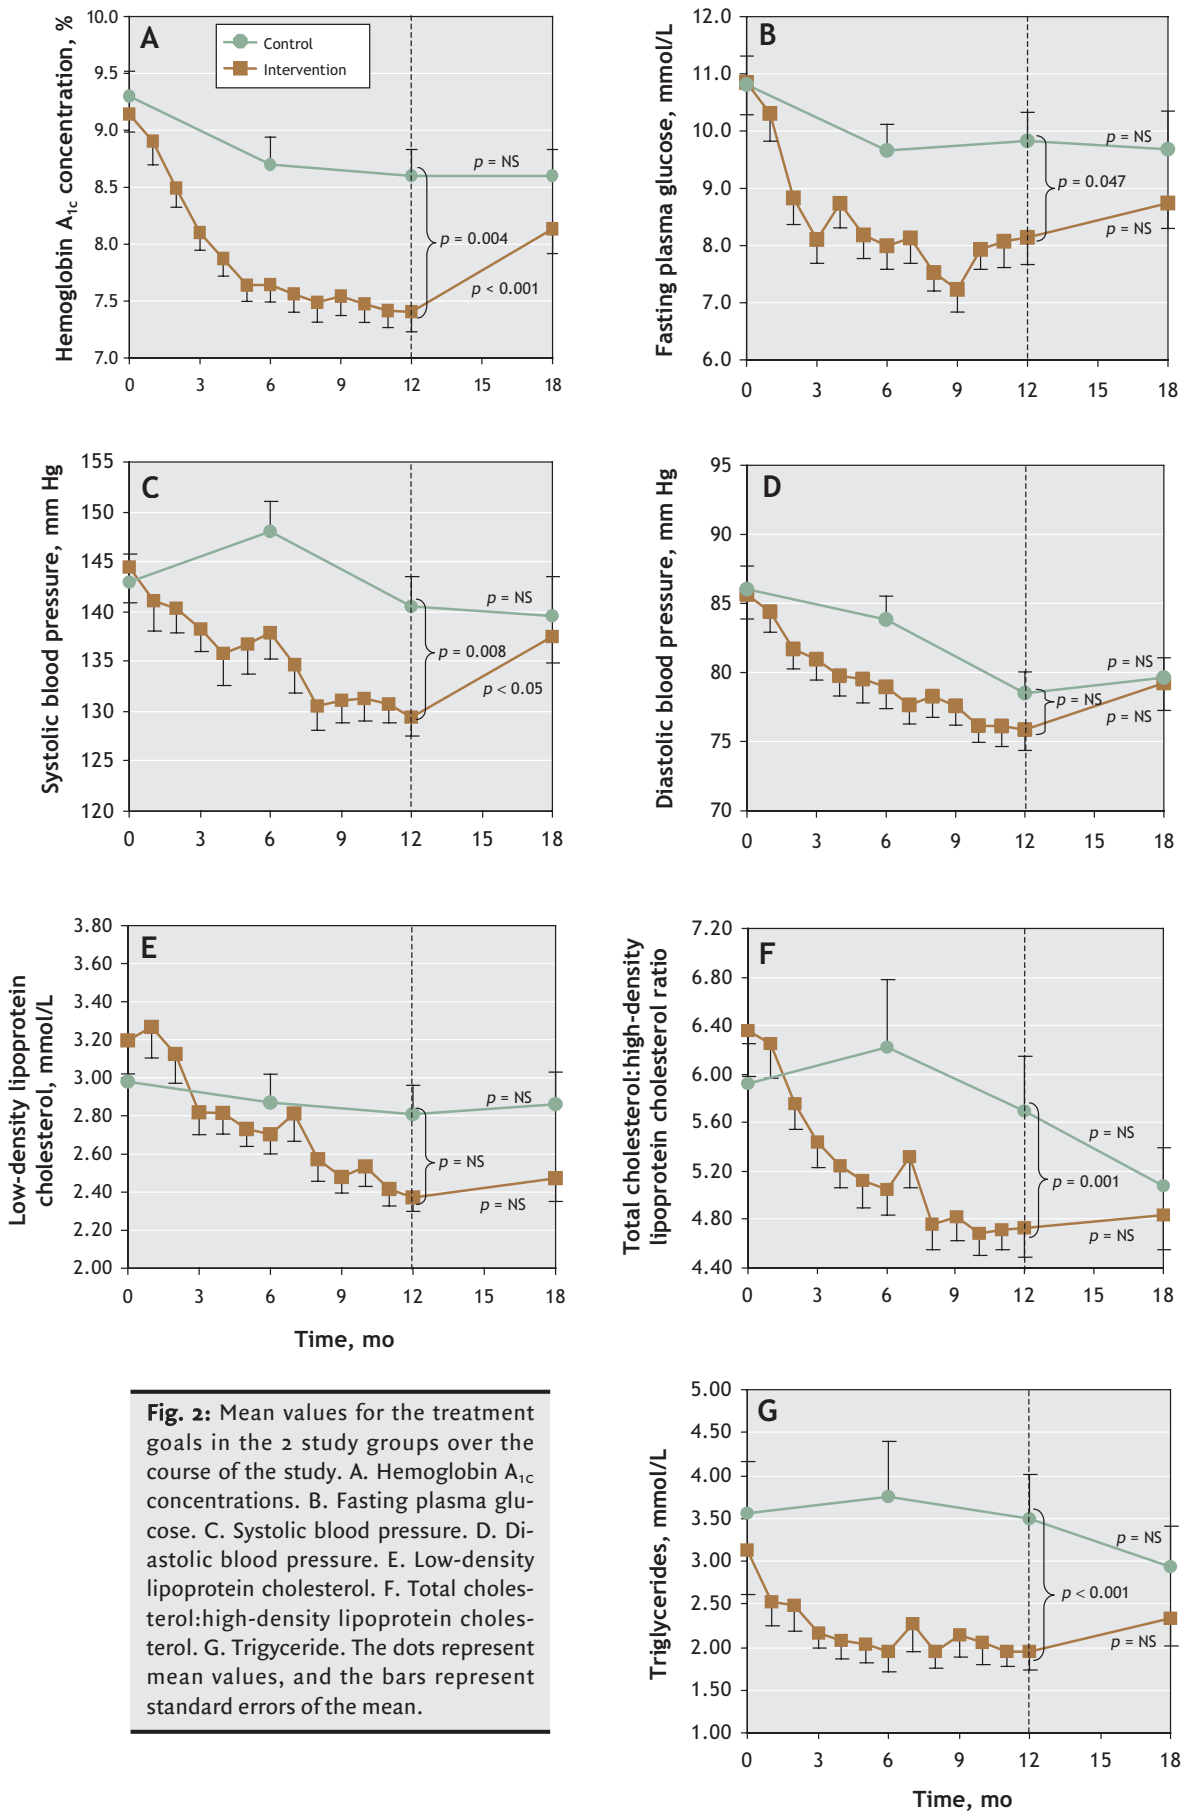 A
Control
Intervention
Hemoglobin A1c concentration, %
10.0
9.5
9.0
8.5
8.0
7.5
7.0
p = NS
p = 0.004
p < 0.001
0 3 6 9 12 15 18
B
Fasting plasma glucose, mmol/L
12.0
11.0
10.0
9.0
8.0
7.0
6.0
p = NS
p = 0.047
p = NS
0 3 6 9 12 15 18
C
Systolic blood pressure, mm Hg
155
150
145
140
135
130
125
120
p = NS
p = 0.008
p < 0.05
0 3 6 9 12 15 18
D
Diastolic blood pressure, mm Hg
95
90
85
80
75
70
p = NS
p = NS
p = NS
0 3 6 9 12 15 18
E
Low-density lipoprotein
cholesterol, mmol/L
3.80
3.60
3.40
3.20
3.00
2.80
2.60
2.40
2.20
2.00
p = NS
p = NS
p = NS
0 3 6 9 12 15 18
Time, mo
F
Total cholesterol:high-density
lipoprotein cholesterol ratio
7.20
6.80
6.40
6.00
5.60
5.20
4.80
4.40
p = NS
p = 0.001
p = NS
0 3 6 9 12 15 18
Fig. 2: Mean values for the treatment
goals in the 2 study groups over the
course of the study. A. Hemoglobin A1c
concentrations. B. Fasting plasma glu-
cose. C. Systolic blood pressure. D. Di-
astolic blood pressure. E. Low-density
lipoprotein cholesterol. F. Total choles-
terol:high-density lipoprotein choles-
terol. G. Trigyceride. The dots represent
mean values, and the bars represent
standard errors of the mean.
G
Triglycerides, mmol/L
5.00
4.50
4.00
3.50
3.00
2.50
2.00
1.50
1.00
p = NS
p < 0.001
p = NS
0 3 6 9 12 15 18
Time, mo